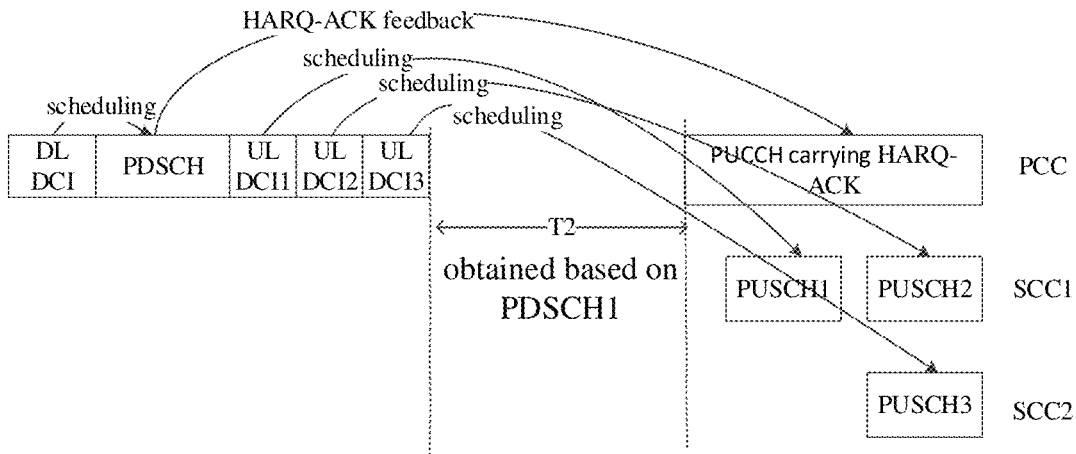 HARQ-ACK feedback
scheduling
scheduling
scheduling
scheduling
DL DCI
PDSCH
UL DCI1
UL DCI2
UL DCI3
PUCCH carrying HARQ-
ACK
PCC
T2
obtained based on
PDSCH1
PUSCH1
PUSCH2
SCC1
PUSCH3
SCC2